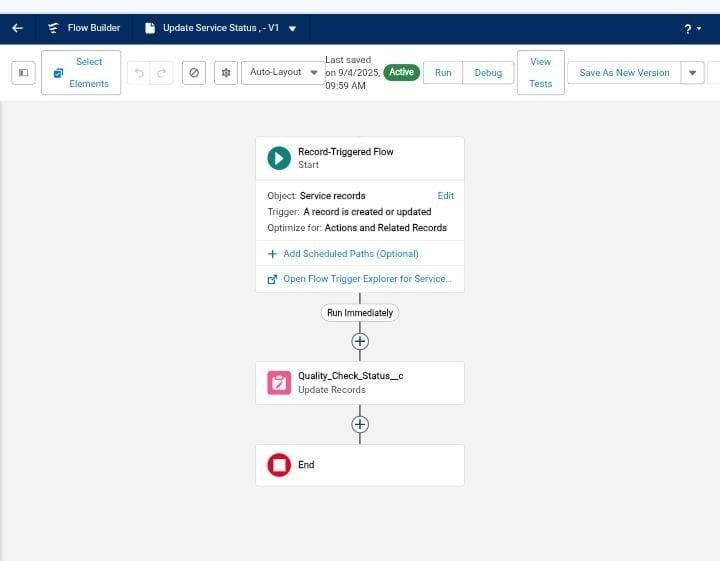 Flow Builder
Update Service Status , - V1
?
Select
Elements
Auto-Layout
Last saved
on 9/4/2025,
09:59 AM
Active
Run
Debug
View
Tests
Save As New Version
Record-Triggered Flow
Start
Object: Service records
Edit
Trigger: A record is created or updated
Optimize for: Actions and Related Records
Add Scheduled Paths (Optional)
Open Flow Trigger Explorer for Service...
Run Immediately
Quality_Check_Status__c
Update Records
End